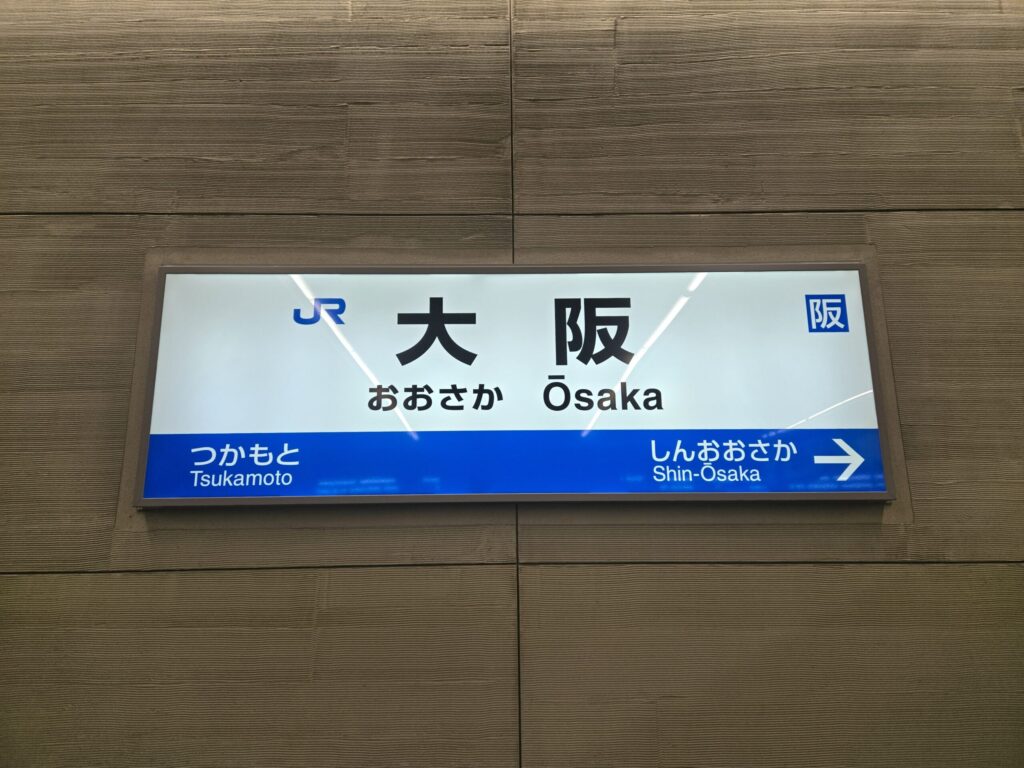 JR 大阪 阪
おおさか Ōsaka
つかもと しんおおさか →
Tsukamoto Shin-Ōsaka